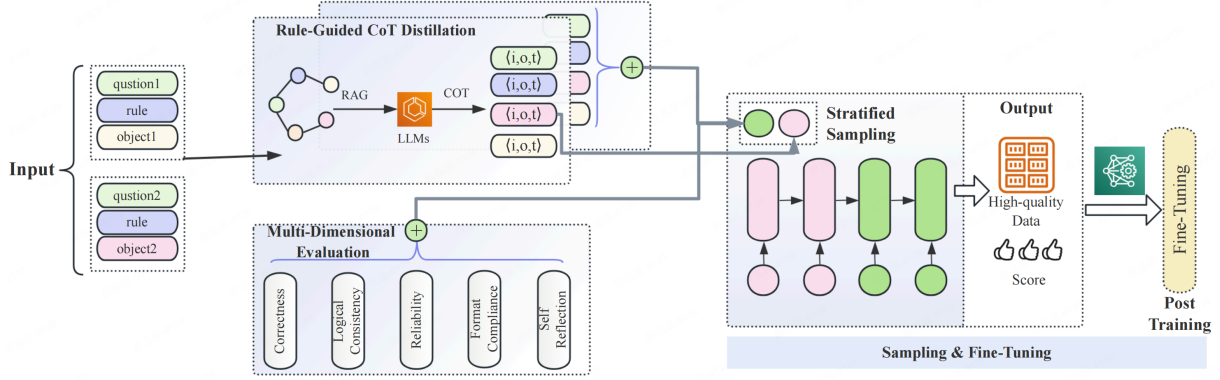 Input
qustion1
rule
object1
qustion2
rule
object2
Rule-Guided CoT Distillation
RAG
LLMs
COT
⟨i,o,t⟩
⟨i,o,t⟩
⟨i,o,t⟩
⟨i,o,t⟩
+
Multi-Dimensional
Evaluation
+
Correctness
Logical
Consistency
Reliability
Format
Compliance
Self
Reflection
Stratified
Sampling
Output
High-quality
Data
Score
Fine-Tuning
Post
Training
Sampling & Fine-Tuning